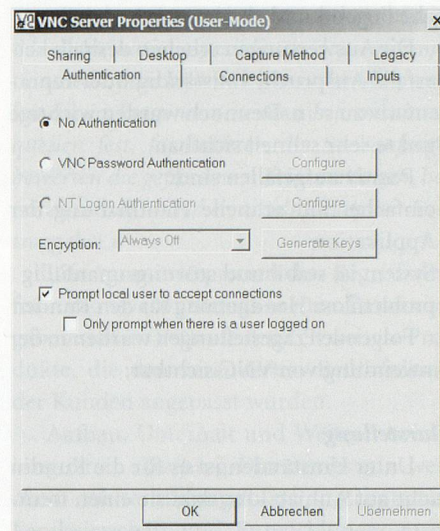 VNC Server Properties (User-Mode)
Sharing Desktop Capture Method Legacy
Authentication Connections Inputs
No Authentication
VNC Password Authentication Configure
NT Logon Authentication Configure
Encryption: Always Off Generate Keys
Prompt local user to accept connections
Only prompt when there is a user logged on
OK Abbrechen Übernehmen